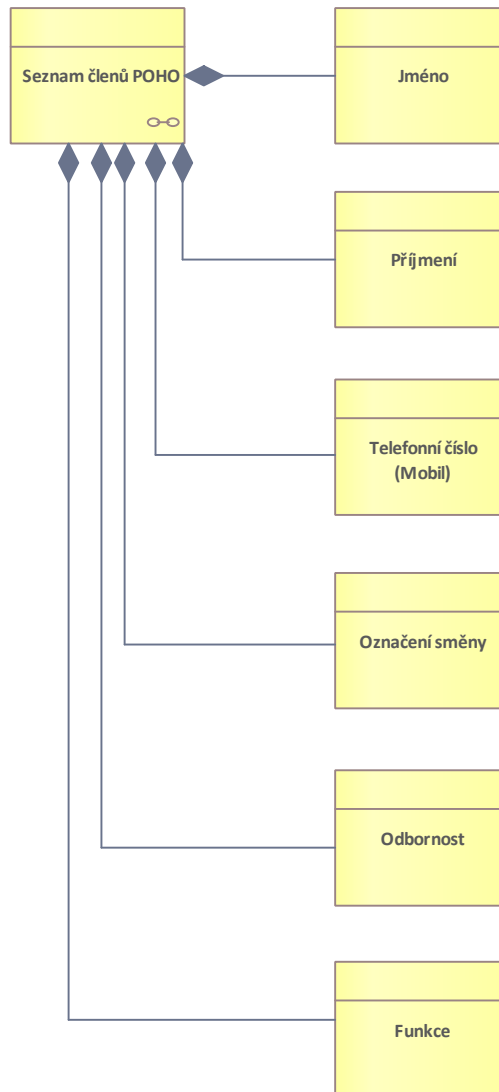 Seznam členů POHO
Jméno
Příjmení
Telefonní číslo
(Mobil)
Označení směny
Odbornost
Funkce